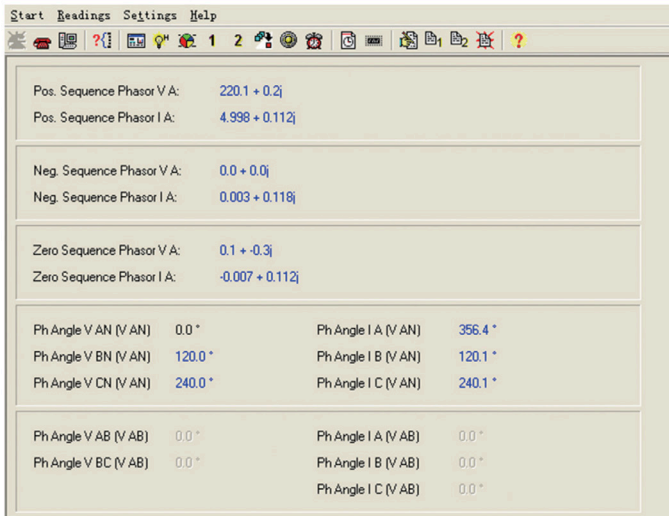 Start Readings Settings Help
?{} H 1 2 1 2 ?
Pos. Sequence Phasor V A: 220.1 + 0.2j
Pos. Sequence Phasor I A: 4.998 + 0.112j
Neg. Sequence Phasor V A: 0.0 + 0.0j
Neg. Sequence Phasor I A: 0.003 + 0.118j
Zero Sequence Phasor V A: 0.1 + -0.3j
Zero Sequence Phasor I A: -0.007 + 0.112j
Ph Angle V AN (V AN) 0.0 ° Ph Angle I A (V AN) 356.4 °
Ph Angle V BN (V AN) 120.0 ° Ph Angle I B (V AN) 120.1 °
Ph Angle V CN (V AN) 240.0 ° Ph Angle I C (V AN) 240.1 °
Ph Angle V AB (V AB) 0.0 ° Ph Angle I A (V AB) 0.0 °
Ph Angle V BC (V AB) 0.0 ° Ph Angle I B (V AB) 0.0 °
Ph Angle I C (V AB) 0.0 °